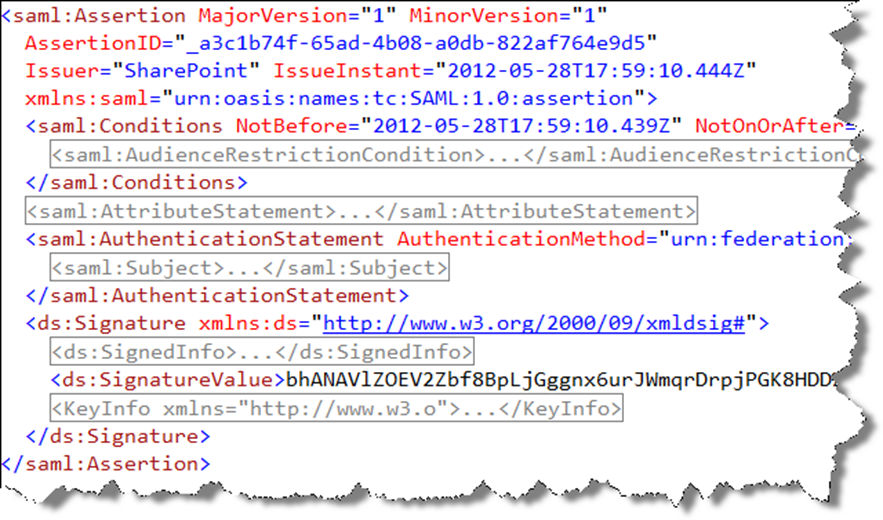 <saml:Assertion MajorVersion="1" MinorVersion="1"
AssertionID="_a3c1b74f-65ad-4b08-a0db-822af764e9d5"
Issuer="SharePoint" IssueInstant="2012-05-28T17:59:10.444Z"
xmlns:saml="urn:oasis:names:tc:SAML:1.0:assertion">
<saml:Conditions NotBefore="2012-05-28T17:59:10.439Z" NotOnOrAfter=
<saml:AudienceRestrictionCondition>...</saml:AudienceRestrictionC
</saml:Conditions>
<saml:AttributeStatement>...</saml:AttributeStatement>
<saml:AuthenticationStatement AuthenticationMethod="urn:federation
<saml:Subject>...</saml:Subject>
</saml:AuthenticationStatement>
<ds:Signature xmlns:ds="http://www.w3.org/2000/09/xmldsig#">
<ds:SignedInfo>...</ds:SignedInfo>
<ds:SignatureValue>bhANAVlZOEV2Zbf8BpLjGggnx6urJWmqrDrpjPGK8HDD
<KeyInfo xmlns="http://www.w3.o">...</KeyInfo>
</ds:Signature>
</saml:Assertion>